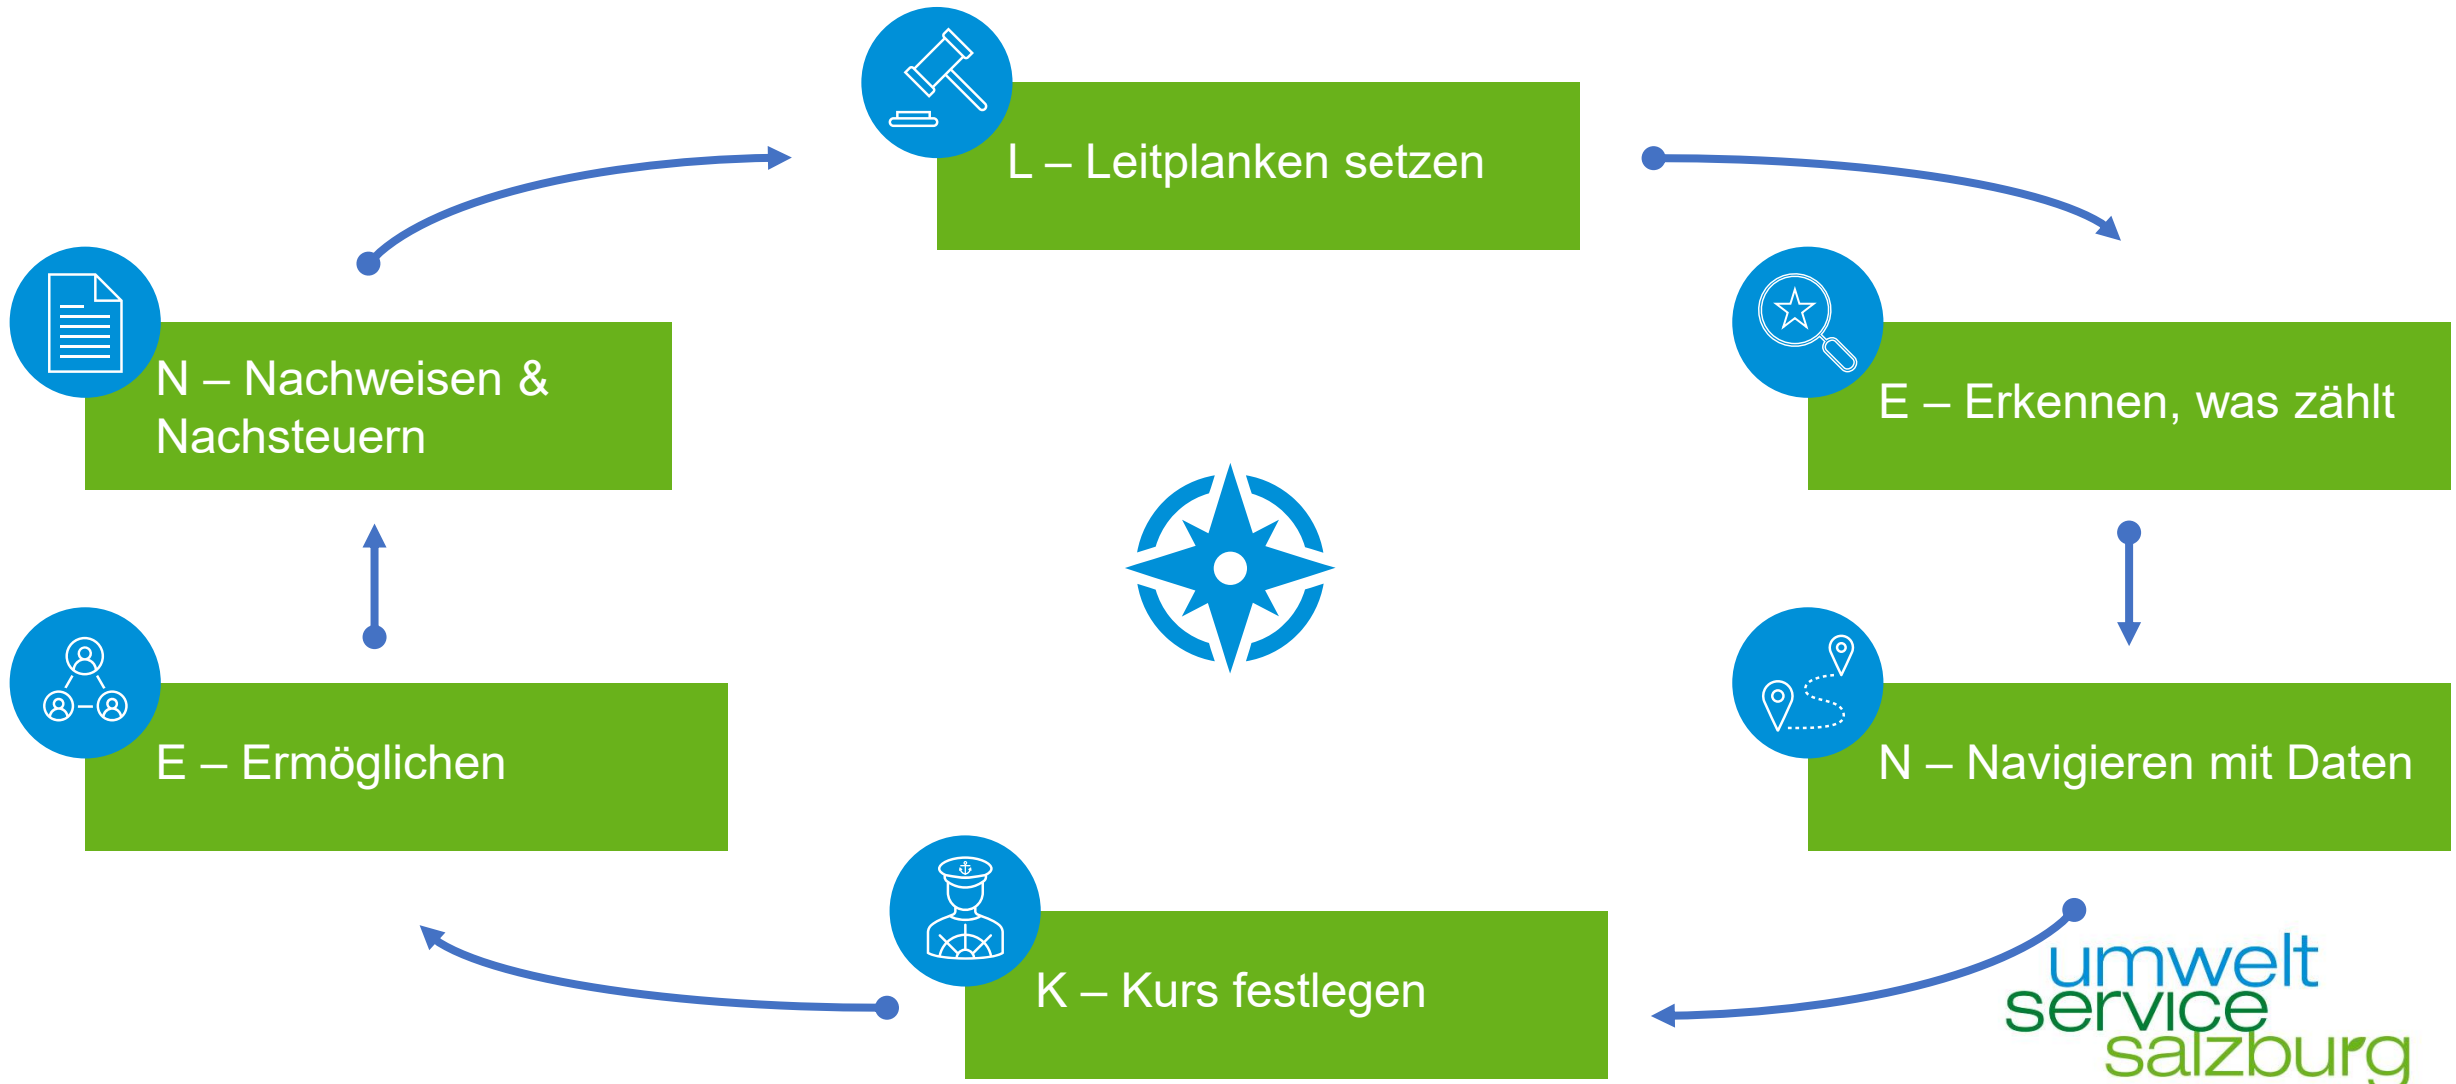 L – Leitplanken setzen
E – Erkennen, was zählt
N – Navigieren mit Daten
K – Kurs festlegen
E – Ermöglichen
N – Nachweisen &
Nachsteuern
umwelt
service
salzburg